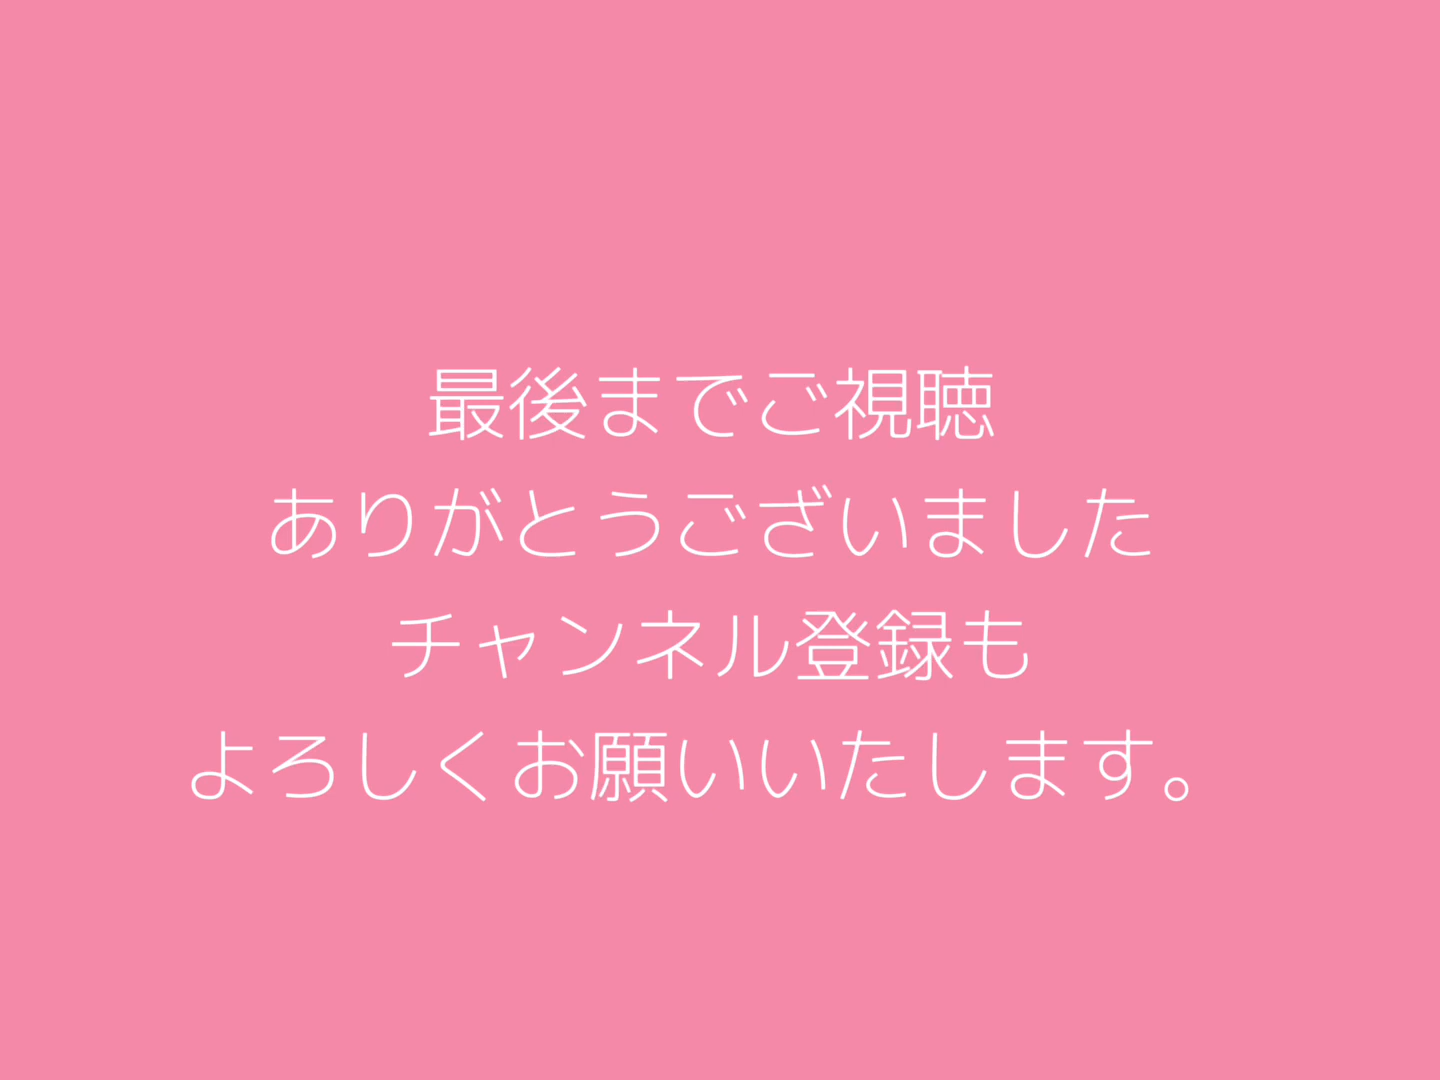 最後までご視聴
ありがとうございました
チャンネル登録も
よろしくお願いいたします。